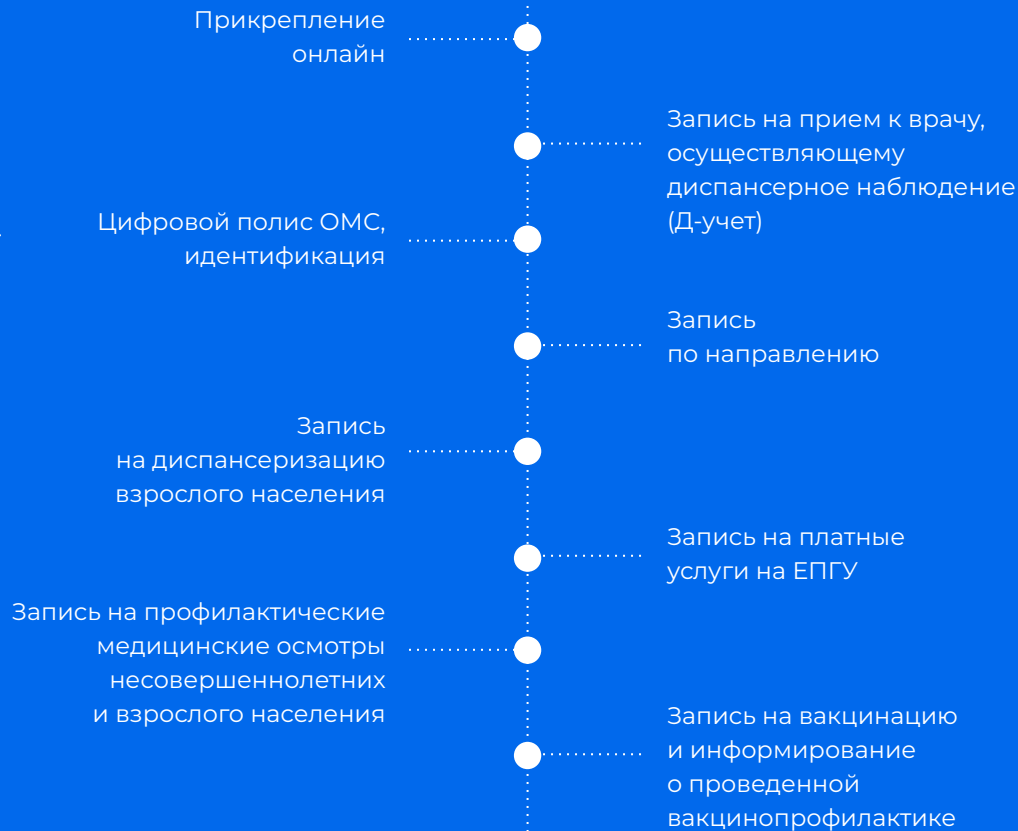 Прикрепление
онлайн
Запись на прием к врачу,
осуществляющему
диспансерное наблюдение
(Д-учет)
Цифровой полис ОМС,
идентификация
Запись
по направлению
Запись
на диспансеризацию
взрослого населения
Запись на платные
услуги на ЕПГУ
Запись на профилактические
медицинские осмотры
несовершеннолетних
и взрослого населения
Запись на вакцинацию
и информирование
о проведенной
вакцинопрофилактике